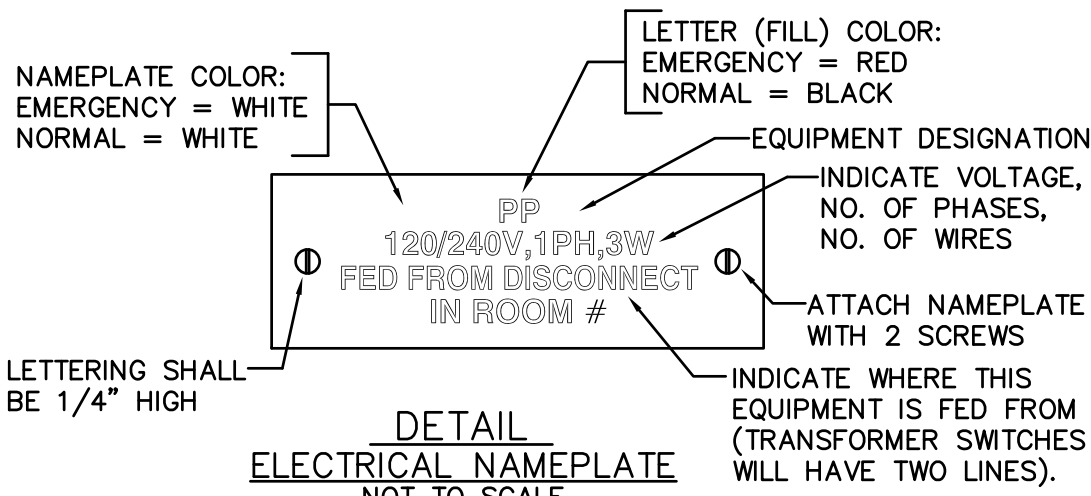 LETTER (FILL) COLOR:
EMERGENCY = RED
NORMAL = BLACK
NAMEPLATE COLOR:
EMERGENCY = WHITE
NORMAL = WHITE
EQUIPMENT DESIGNATION
INDICATE VOLTAGE,
NO. OF PHASES,
NO. OF WIRES
PP
120/240V,1PH,3W
FED FROM DISCONNECT
IN ROOM #
ATTACH NAMEPLATE
WITH 2 SCREWS
LETTERING SHALL
BE 1/4" HIGH
INDICATE WHERE THIS
EQUIPMENT IS FED FROM
(TRANSFORMER SWITCHES
WILL HAVE TWO LINES).
DETAIL
ELECTRICAL NAMEPLATE
NOT TO SCALE